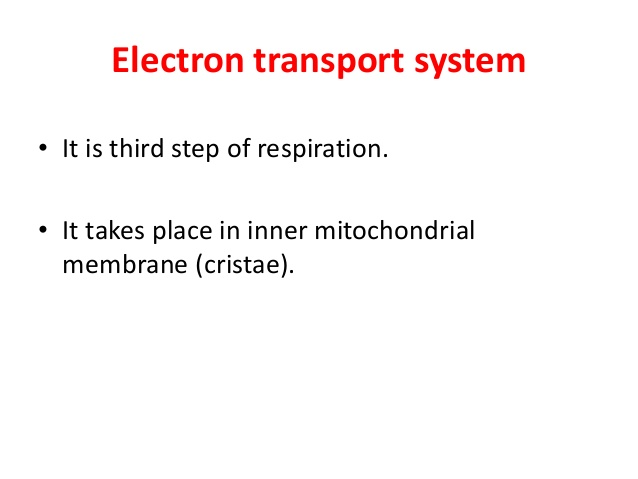 Electron transport system
• It is third step of respiration.
• It takes place in inner mitochondrial
membrane (cristae).